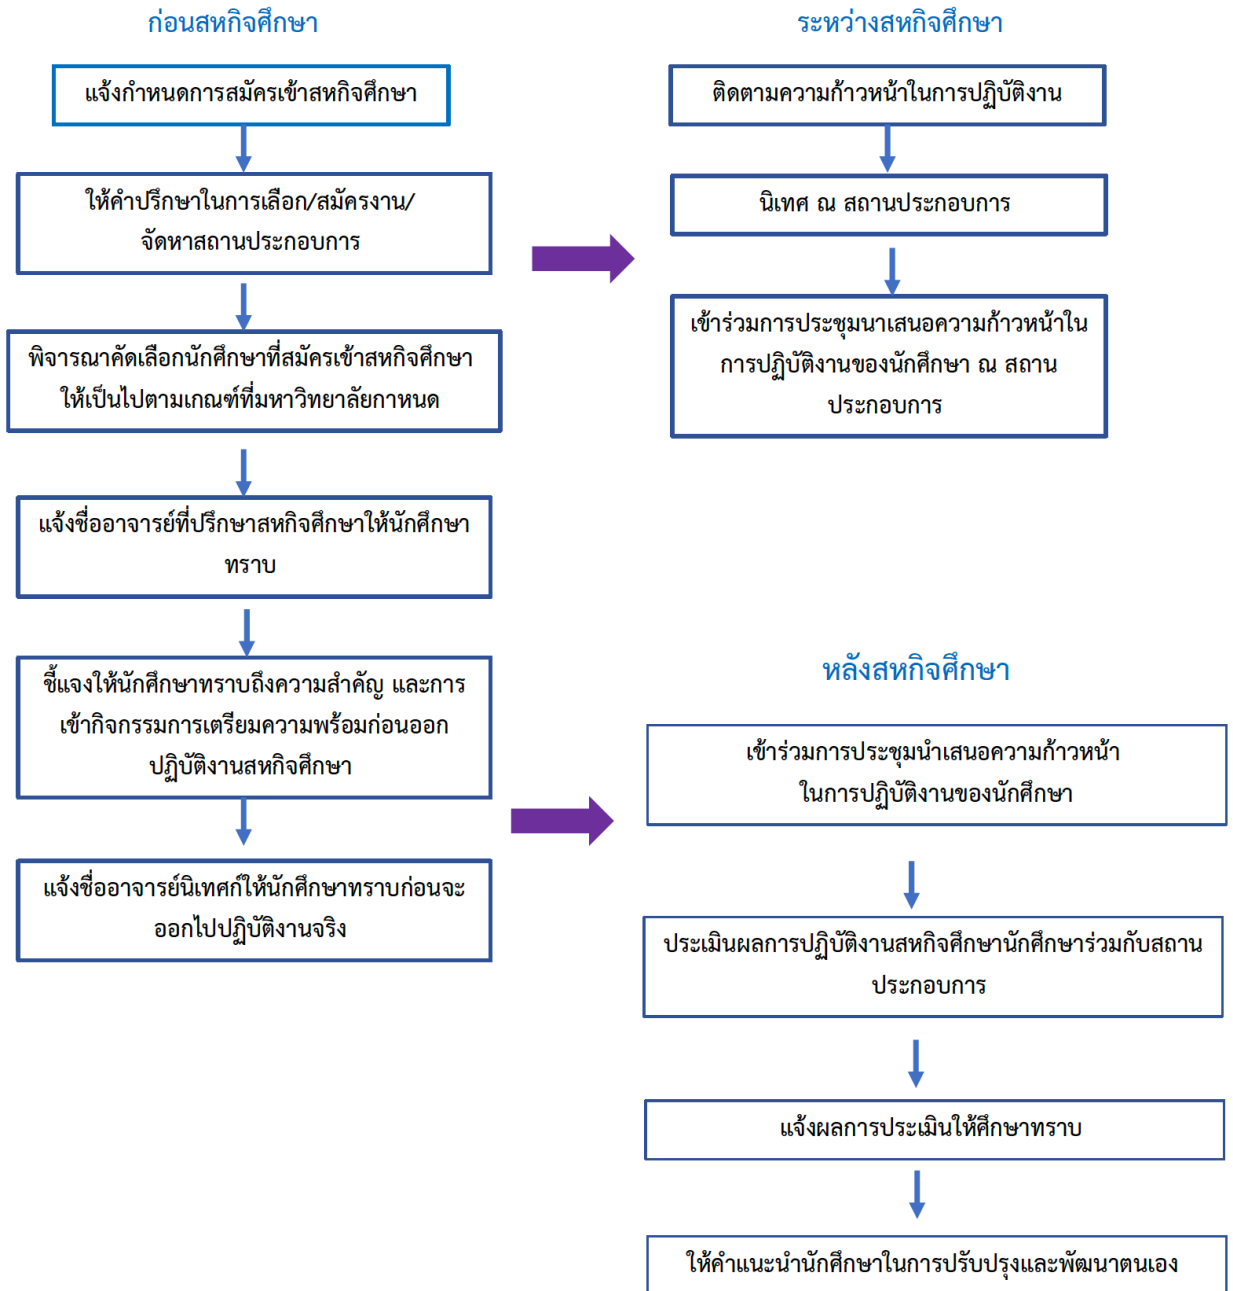 ก่อนสหกิจศึกษา
แจ้งกำหนดการสมัครเข้าสหกิจศึกษา
ให้คำปรึกษาในการเลือก/สมัครงาน/
จัดหาสถานประกอบการ
พิจารณาคัดเลือกนักศึกษาที่สมัครเข้าสหกิจศึกษา
ให้เป็นไปตามเกณฑ์ที่มหาวิทยาลัยกาหนด
แจ้งชื่ออาจารย์ที่ปรึกษาสหกิจศึกษาให้นักศึกษา
ทราบ
ชี้แจงให้นักศึกษาทราบถึงความสำคัญ และการ
เข้ากิจกรรมการเตรียมความพร้อมก่อนออก
ปฏิบัติงานสหกิจศึกษา
แจ้งชื่ออาจารย์นิเทศก์ให้นักศึกษาทราบก่อนจะ
ออกไปปฏิบัติงานจริง
ระหว่างสหกิจศึกษา
ติดตามความก้าวหน้าในการปฏิบัติงาน
นิเทศ ณ สถานประกอบการ
เข้าร่วมการประชุมนาเสนอความก้าวหน้าใน
การปฏิบัติงานของนักศึกษา ณ สถาน
ประกอบการ
หลังสหกิจศึกษา
เข้าร่วมการประชุมนำเสนอความก้าวหน้า
ในการปฏิบัติงานของนักศึกษา
ประเมินผลการปฏิบัติงานสหกิจศึกษานักศึกษาร่วมกับสถาน
ประกอบการ
แจ้งผลการประเมินให้ศึกษาทราบ
ให้คำแนะนำนักศึกษาในการปรับปรุงและพัฒนาตนเอง